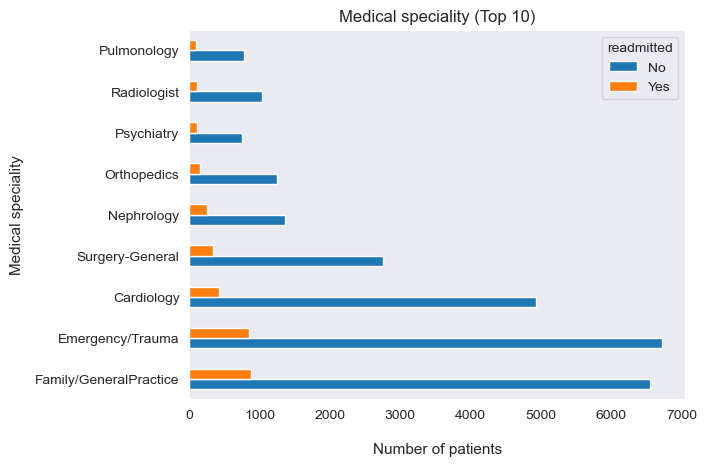 Medical speciality (Top 10)
readmitted
No
Yes
Medical speciality
Pulmonology
Radiologist
Psychiatry
Orthopedics
Nephrology
Surgery-General
Cardiology
Emergency/Trauma
Family/GeneralPractice
0 1000 2000 3000 4000 5000 6000 7000
Number of patients